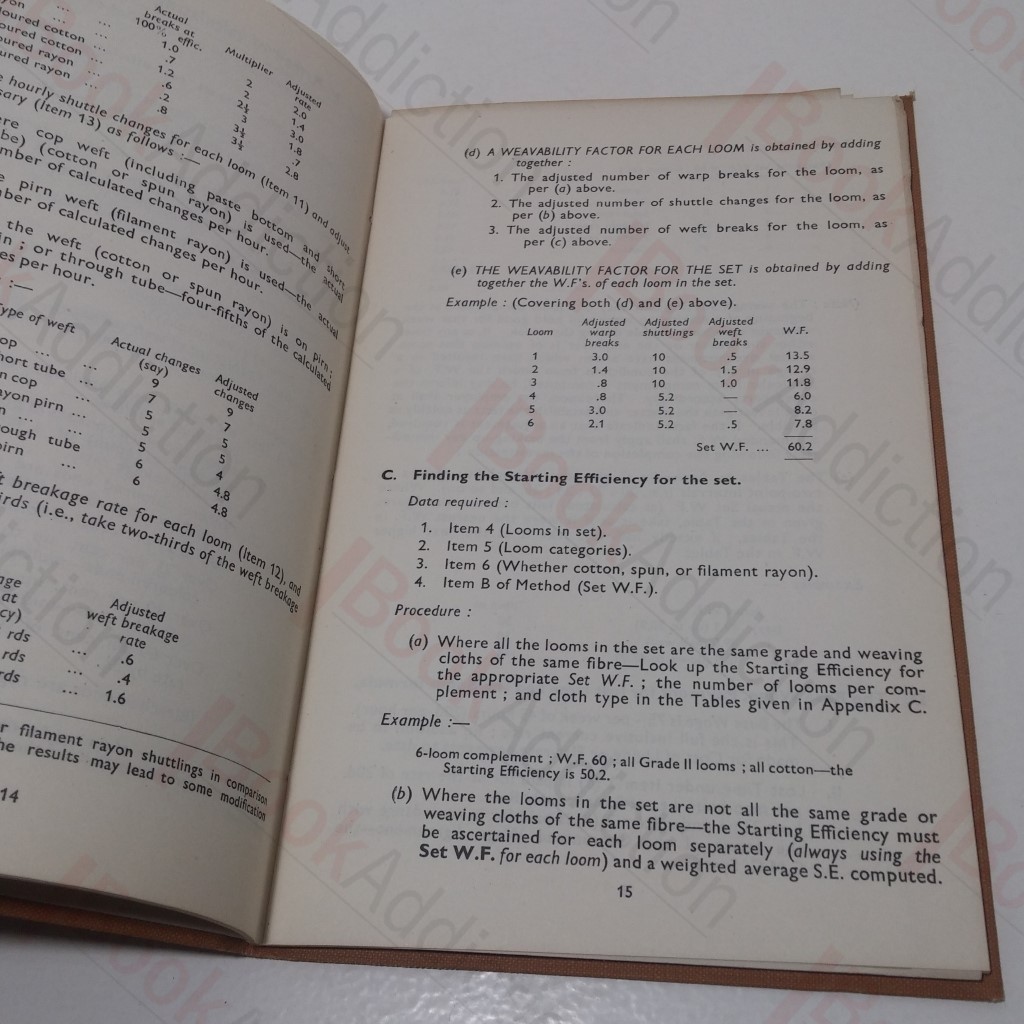 Actual
breaks at
100% effic.
Multiplier
Adjusted
rate
oured cotton ... 1.0 2 2.0
oured cotton ... .7 2 1.4
oured rayon ... 1.2 2½ 3.0
oured rayon ... .6 3 1.8
.2 3½ .7
.8 3½ 2.8
hourly shuttle changes for each loom (Item 11) and adjust
sary (Item 13) as follows :—
re cop weft (including paste bottom and short
be) (cotton or spun rayon) is used—the actual
mber of calculated changes per hour.
pirn weft (filament rayon) is used—the actual
ber of calculated changes per hour.
the weft (cotton or spun rayon) is on pirn ;
in ; or through tube—four-fifths of the calculated
es per hour.
:—
ype of weft
Actual changes
(say)
Adjusted
changes
op ... ... 9 9
hort tube ... 7 7
n cop ... 5 5
ayon pirn ... 5 5
n ... ... 5 4
ough tube 6 4.8
pirn ... 6 4.8
t breakage rate for each loom (Item 12), and
irds (i.e., take two-thirds of the weft breakage
age
at
cy)
Adjusted
weft breakage
rate
rds ... .6
rds ... .4
rds ... 1.6
r filament rayon shuttlings in comparison
he results may lead to some modification
14
(d) A WEAVABILITY FACTOR FOR EACH LOOM is obtained by adding
together :
1. The adjusted number of warp breaks for the loom, as
per (a) above.
2. The adjusted number of shuttle changes for the loom, as
per (b) above.
3. The adjusted number of weft breaks for the loom, as
per (c) above.
(e) THE WEAVABILITY FACTOR FOR THE SET is obtained by adding
together the W.F's. of each loom in the set.
Example : (Covering both (d) and (e) above).
Loom Adjusted warp breaks Adjusted shuttlings Adjusted weft breaks W.F.
1 3.0 10 .5 13.5
2 1.4 10 1.5 12.9
3 .8 10 1.0 11.8
4 .8 5.2 — 6.0
5 3.0 5.2 — 8.2
6 2.1 5.2 .5 7.8
Set W.F. ... 60.2
C. Finding the Starting Efficiency for the set.
Data required :
1. Item 4 (Looms in set).
2. Item 5 (Loom categories).
3. Item 6 (Whether cotton, spun, or filament rayon).
4. Item B of Method (Set W.F.).
Procedure :
(a) Where all the looms in the set are the same grade and weaving
cloths of the same fibre—Look up the Starting Efficiency for
the appropriate Set W.F. ; the number of looms per com-
plement ; and cloth type in the Tables given in Appendix C.
Example :—
6-loom complement ; W.F. 60 ; all Grade II looms ; all cotton—the
Starting Efficiency is 50.2.
(b) Where the looms in the set are not all the same grade or
weaving cloths of the same fibre—the Starting Efficiency must
be ascertained for each loom separately (always using the
Set W.F. for each loom) and a weighted average S.E. computed.
15
BookAddiction